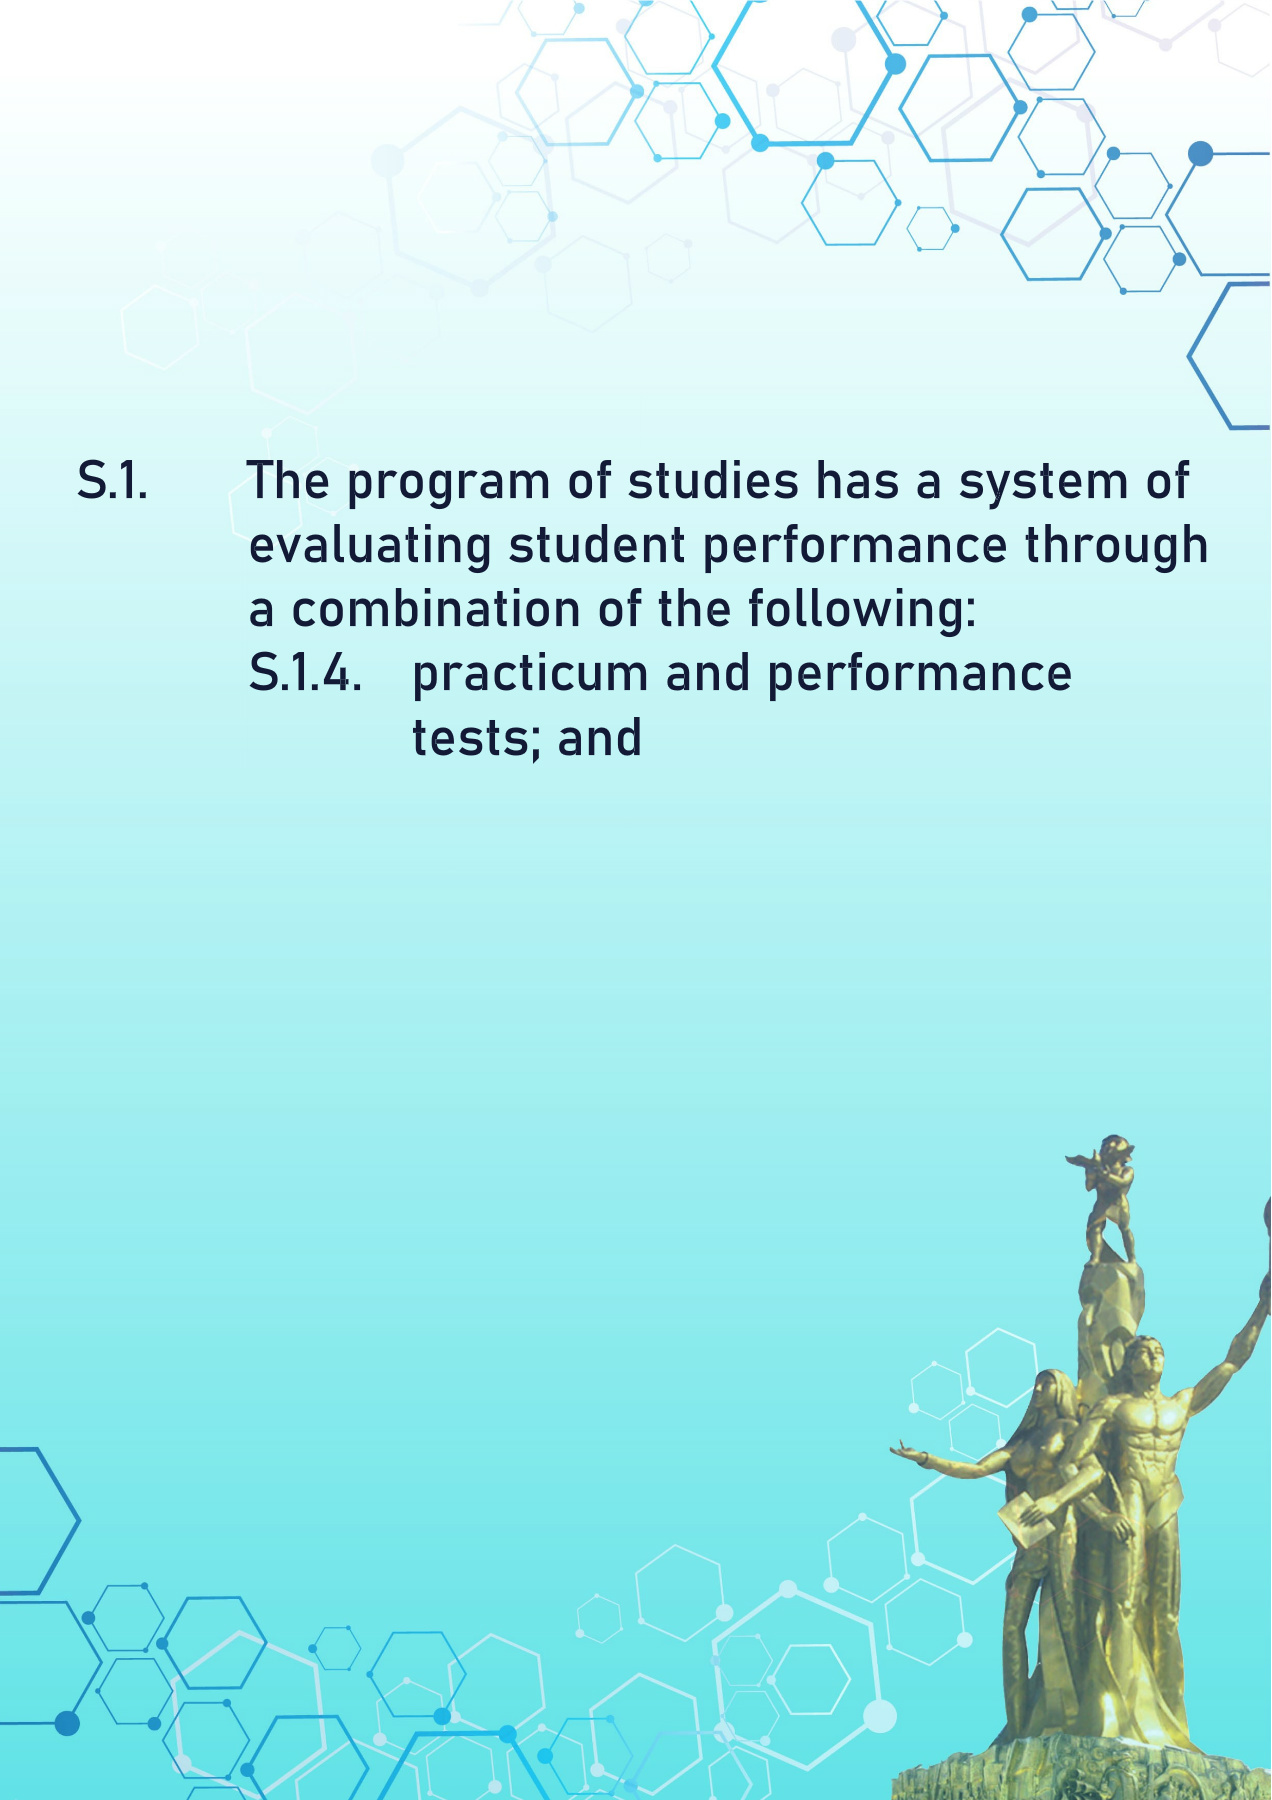 S.1. The program of studies has a system of
evaluating student performance through
a combination of the following:
S.1.4. practicum and performance
tests; and